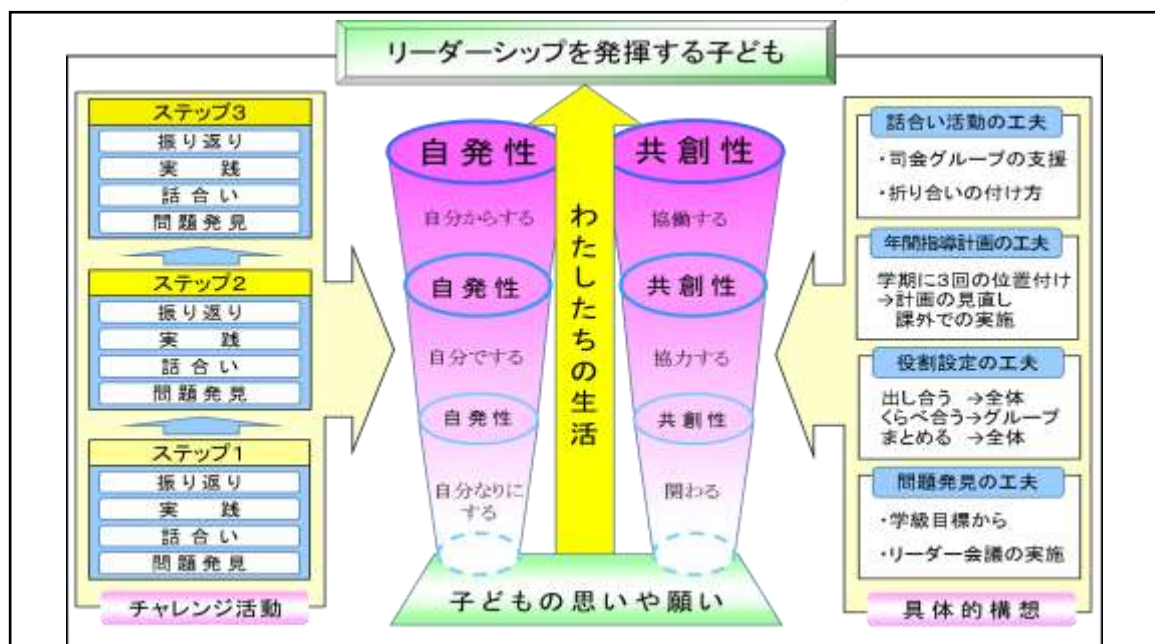 リーダーシップを発揮する子ども
ステップ3
振り返り
実 践
話合い
問題発見
ステップ2
振り返り
実 践
話合い
問題発見
ステップ1
振り返り
実 践
話合い
問題発見
チャレンジ活動
自発性
自分からする
自発性
自分でする
自発性
自分なりに
する
わたしたちの生活
共創性
協働する
共創性
協力する
共創性
関わる
子どもの思いや願い
話合い活動の工夫
・司会グループの支援
・折り合いの付け方
年間指導計画の工夫
学期に3回の位置付け
→計画の見直し
課外での実施
役割設定の工夫
出し合う →全体
くらべ合う→グループ
まとめる →全体
問題発見の工夫
・学級目標から
・リーダー会議の実施
具体的構想